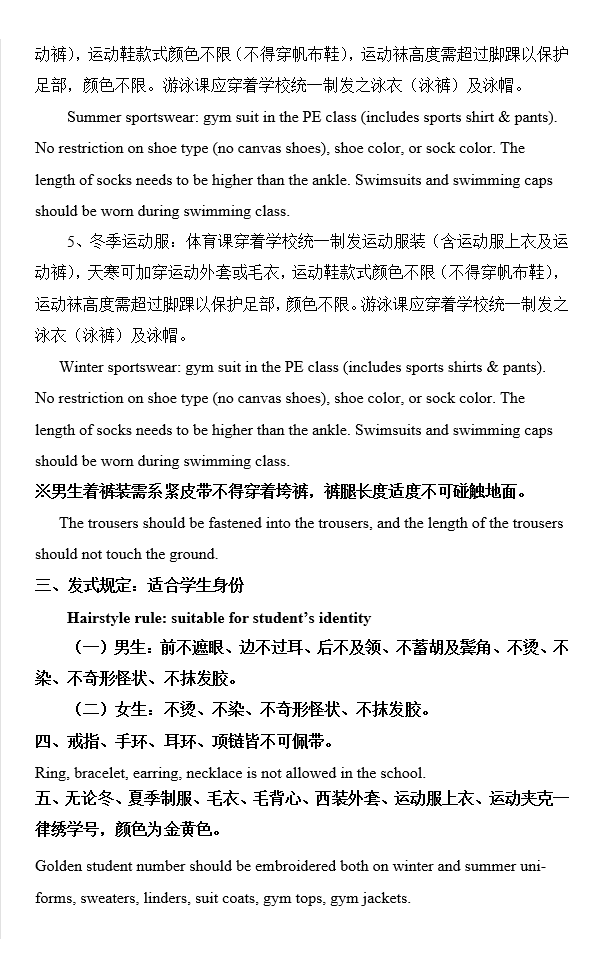 动裤），运动鞋款式颜色不限（不得穿帆布鞋），运动袜高度需超过脚踝以保护
足部，颜色不限。游泳课应穿着学校统一制发之泳衣（泳裤）及泳帽。
Summer sportswear: gym suit in the PE class (includes sports shirt & pants).
No restriction on shoe type (no canvas shoes), shoe color, or sock color. The
length of socks needs to be higher than the ankle. Swimsuits and swimming caps
should be worn during swimming class.
5、冬季运动服：体育课穿着学校统一制发运动服装（含运动服上衣及运
动裤），天寒可加穿运动外套或毛衣，运动鞋款式颜色不限（不得穿帆布鞋），
运动袜高度需超过脚踝以保护足部，颜色不限。游泳课应穿着学校统一制发之
泳衣（泳裤）及泳帽。
Winter sportswear: gym suit in the PE class (includes sports shirts & pants).
No restriction on shoe type (no canvas shoes), shoe color, or sock color. The
length of socks needs to be higher than the ankle. Swimsuits and swimming caps
should be worn during swimming class.
※男生着裤装需系紧皮带不得穿着垮裤，裤腿长度适度不可碰触地面。
The trousers should be fastened into the trousers, and the length of the trousers
should not touch the ground.
三、发式规定：适合学生身份
Hairstyle rule: suitable for student’s identity
（一）男生：前不遮眼、边不过耳、后不及领、不蓄胡及鬓角、不烫、不
染、不奇形怪状、不抹发胶。
（二）女生：不烫、不染、不奇形怪状、不抹发胶。
四、戒指、手环、耳环、项链皆不可佩带。
Ring, bracelet, earring, necklace is not allowed in the school.
五、无论冬、夏季制服、毛衣、毛背心、西装外套、运动服上衣、运动夹克一
律绣学号，颜色为金黄色。
Golden student number should be embroidered both on winter and summer uni-
forms, sweaters, linders, suit coats, gym tops, gym jackets.